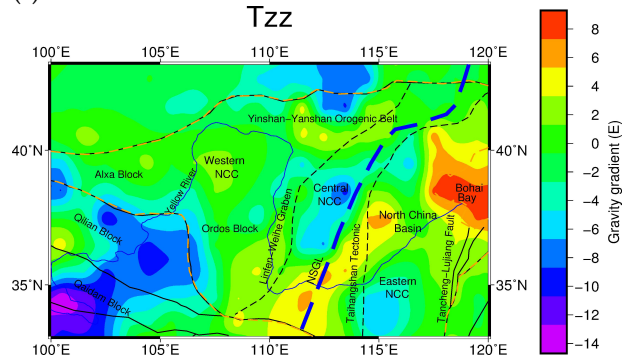 Tzz
100°E 105°E 110°E 115°E 120°E
40°N 40°N
35°N 35°N
100°E 105°E 110°E 115°E 120°E
Yinshan–Yanshan Orogenic Belt
Alxa Block
Western
NCC
Yellow River
Central
NCC
Bohai
Bay
Qilian Block
Ordos Block
Linfen–Weihe Graben
North China
Basin
NSGL
Taihangshan Tectonic
Eastern
NCC
Tancheng–Lujiang Fault
Qaidam Block
8
6
4
2
0
−2
−4
−6
−8
−10
−12
−14
Gravity gradient (E)